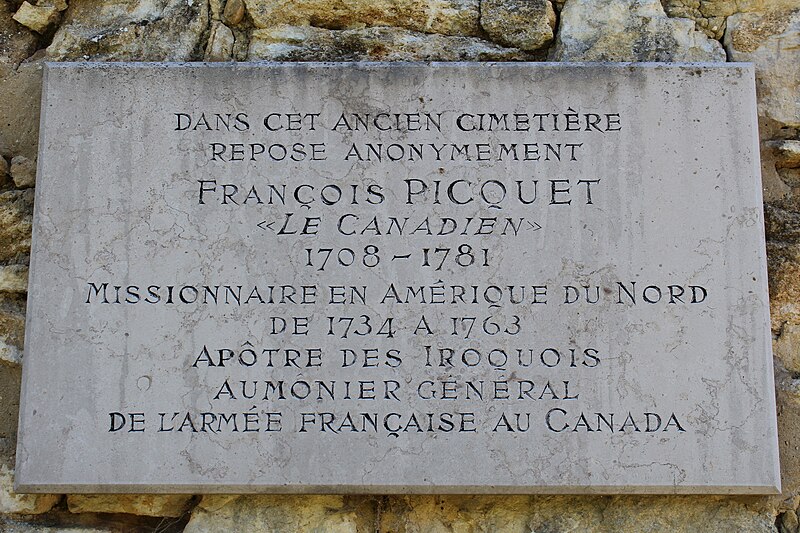 DANS CET ANCIEN CIMETIÈRE
REPOSE ANONYMEMENT
FRANÇOIS PICQUET
«LE CANADIEN»
1708 - 1781
MISSIONNAIRE EN AMÉRIQUE DU NORD
DE 1734 A 1763
APÔTRE DES IROQUOIS
AUMONIER GÉNÉRAL
DE L'ARMÉE FRANÇAISE AU CANADA